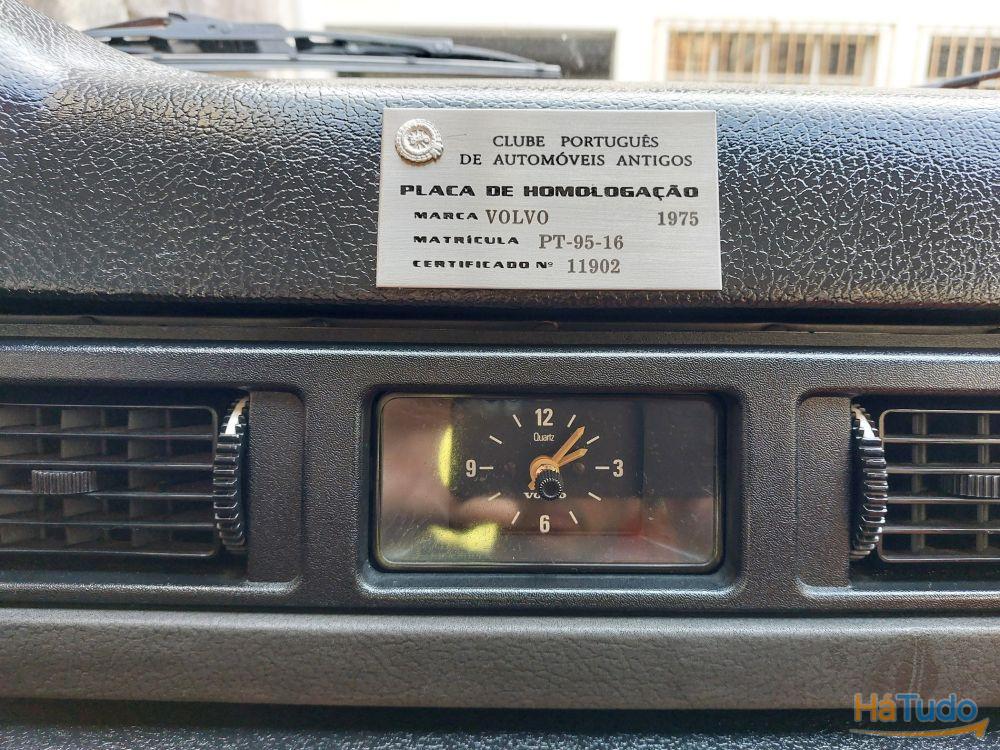 CLUBE PORTUGUÊS
DE AUTOMÓVEIS ANTIGOS
PLACA DE HOMOLOGAÇÃO
MARCA VOLVO 1975
MATRÍCULA PT-95-16
CERTIFICADO Nº 11902
12
Quartz
9 3
VOLVO
6
HáTudo